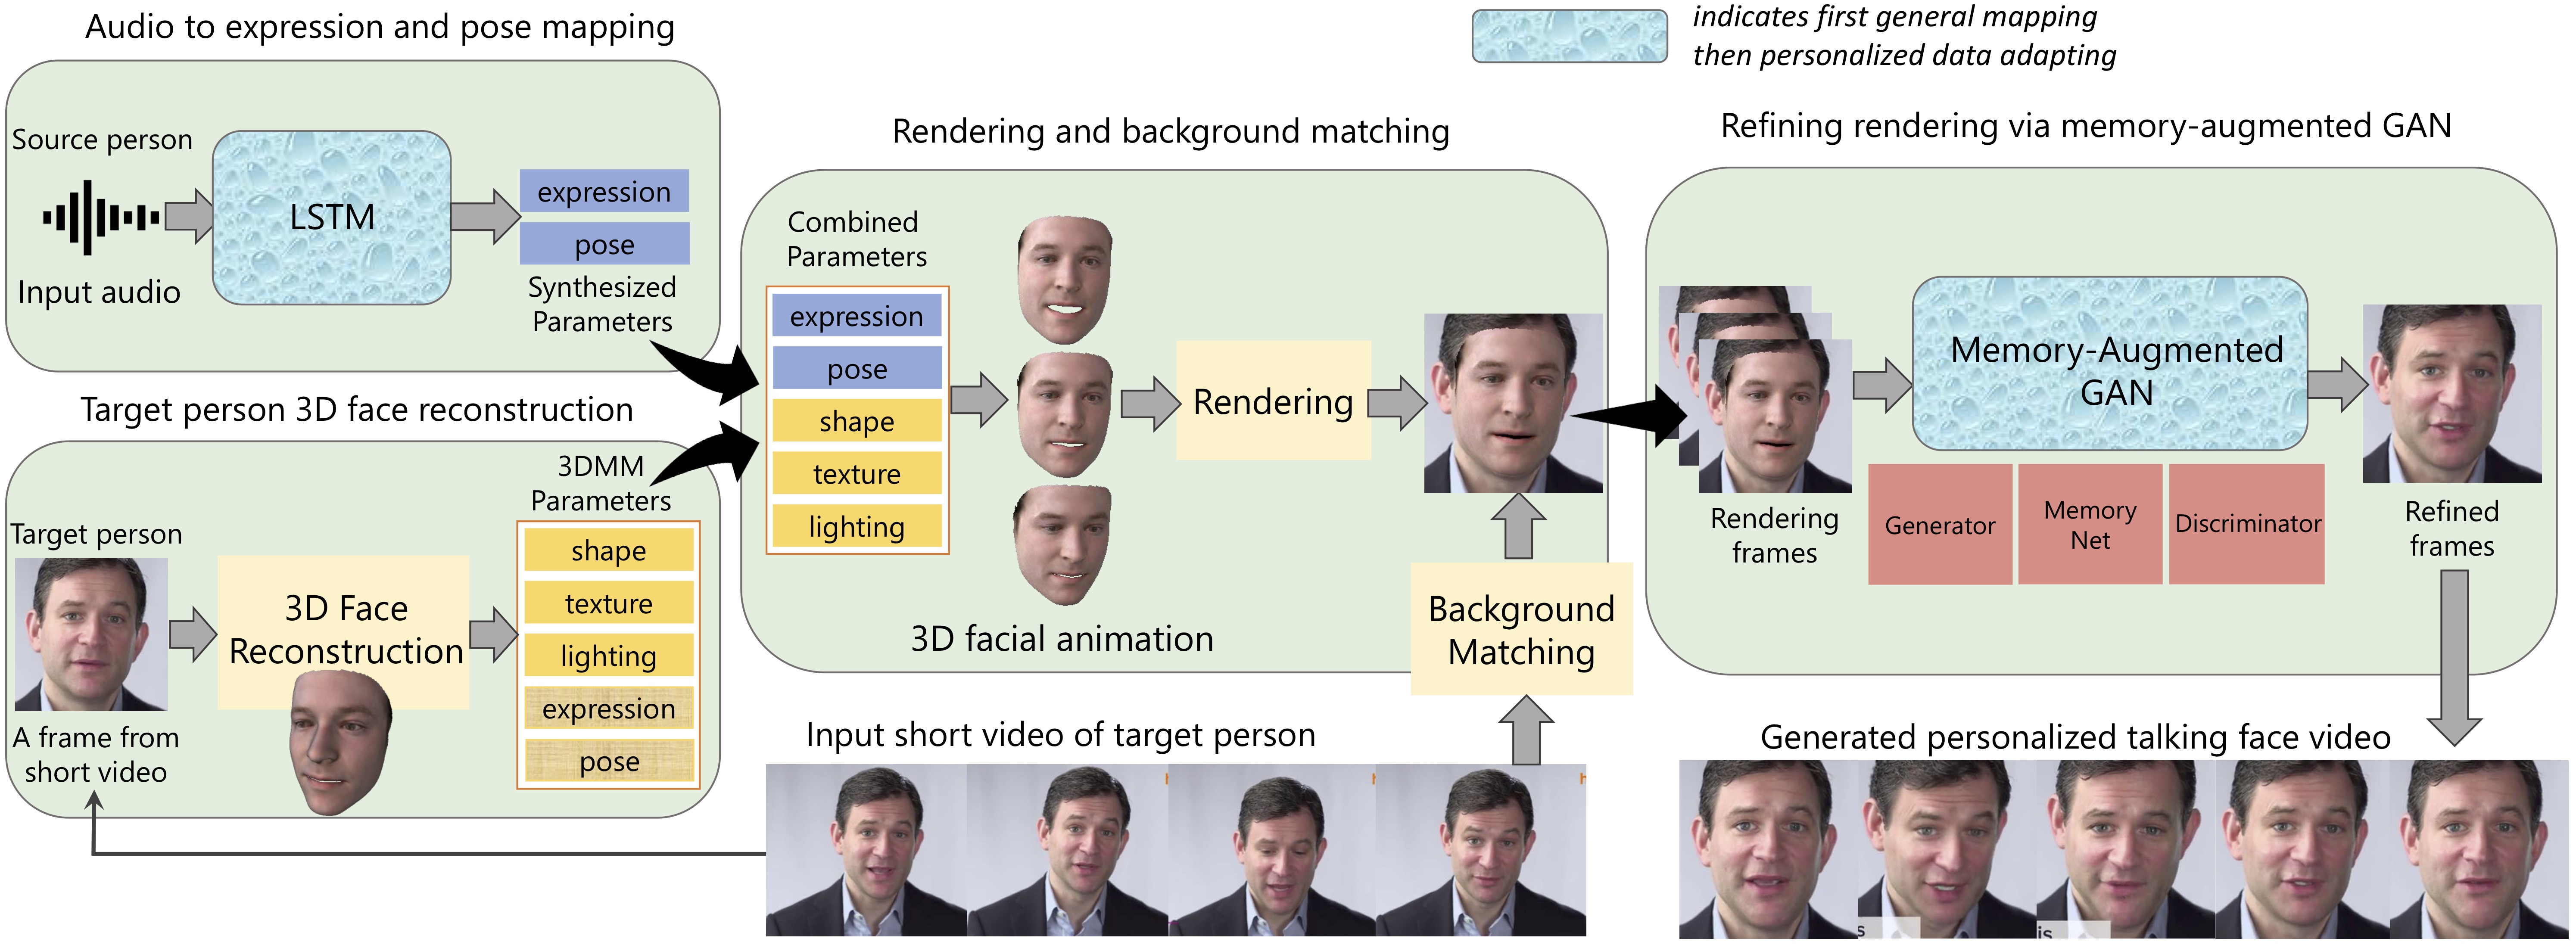 Audio to expression and pose mapping
Source person
Input audio
LSTM
expression
pose
Synthesized
Parameters
Target person 3D face reconstruction
Target person
A frame from
short video
3D Face
Reconstruction
3DMM
Parameters
shape
texture
lighting
expression
pose
Rendering and background matching
Combined
Parameters
expression
pose
shape
texture
lighting
3D facial animation
Rendering
Background
Matching
Input short video of target person
indicates first general mapping
then personalized data adapting
Refining rendering via memory-augmented GAN
Rendering
frames
Memory-Augmented
GAN
Generator
Memory
Net
Discriminator
Refined
frames
Generated personalized talking face video
s
is